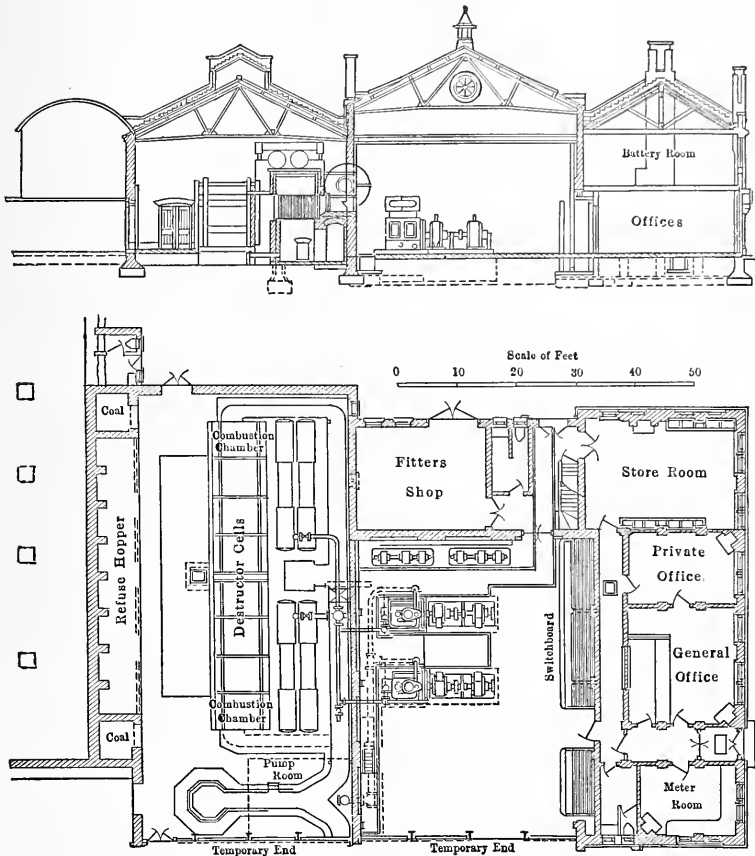 Battery Room
Offices
Scale of Feet
0 10 20 30 40 50
Coal
Combustion
Chamber
Refuse Hopper
Destructor Cells
Fitters
Shop
Store Room
Private
Office
Switchboard
General
Office
Combustion
Chamber
Coal
Pump
Room
Meter
Room
Temporary End
Temporary End